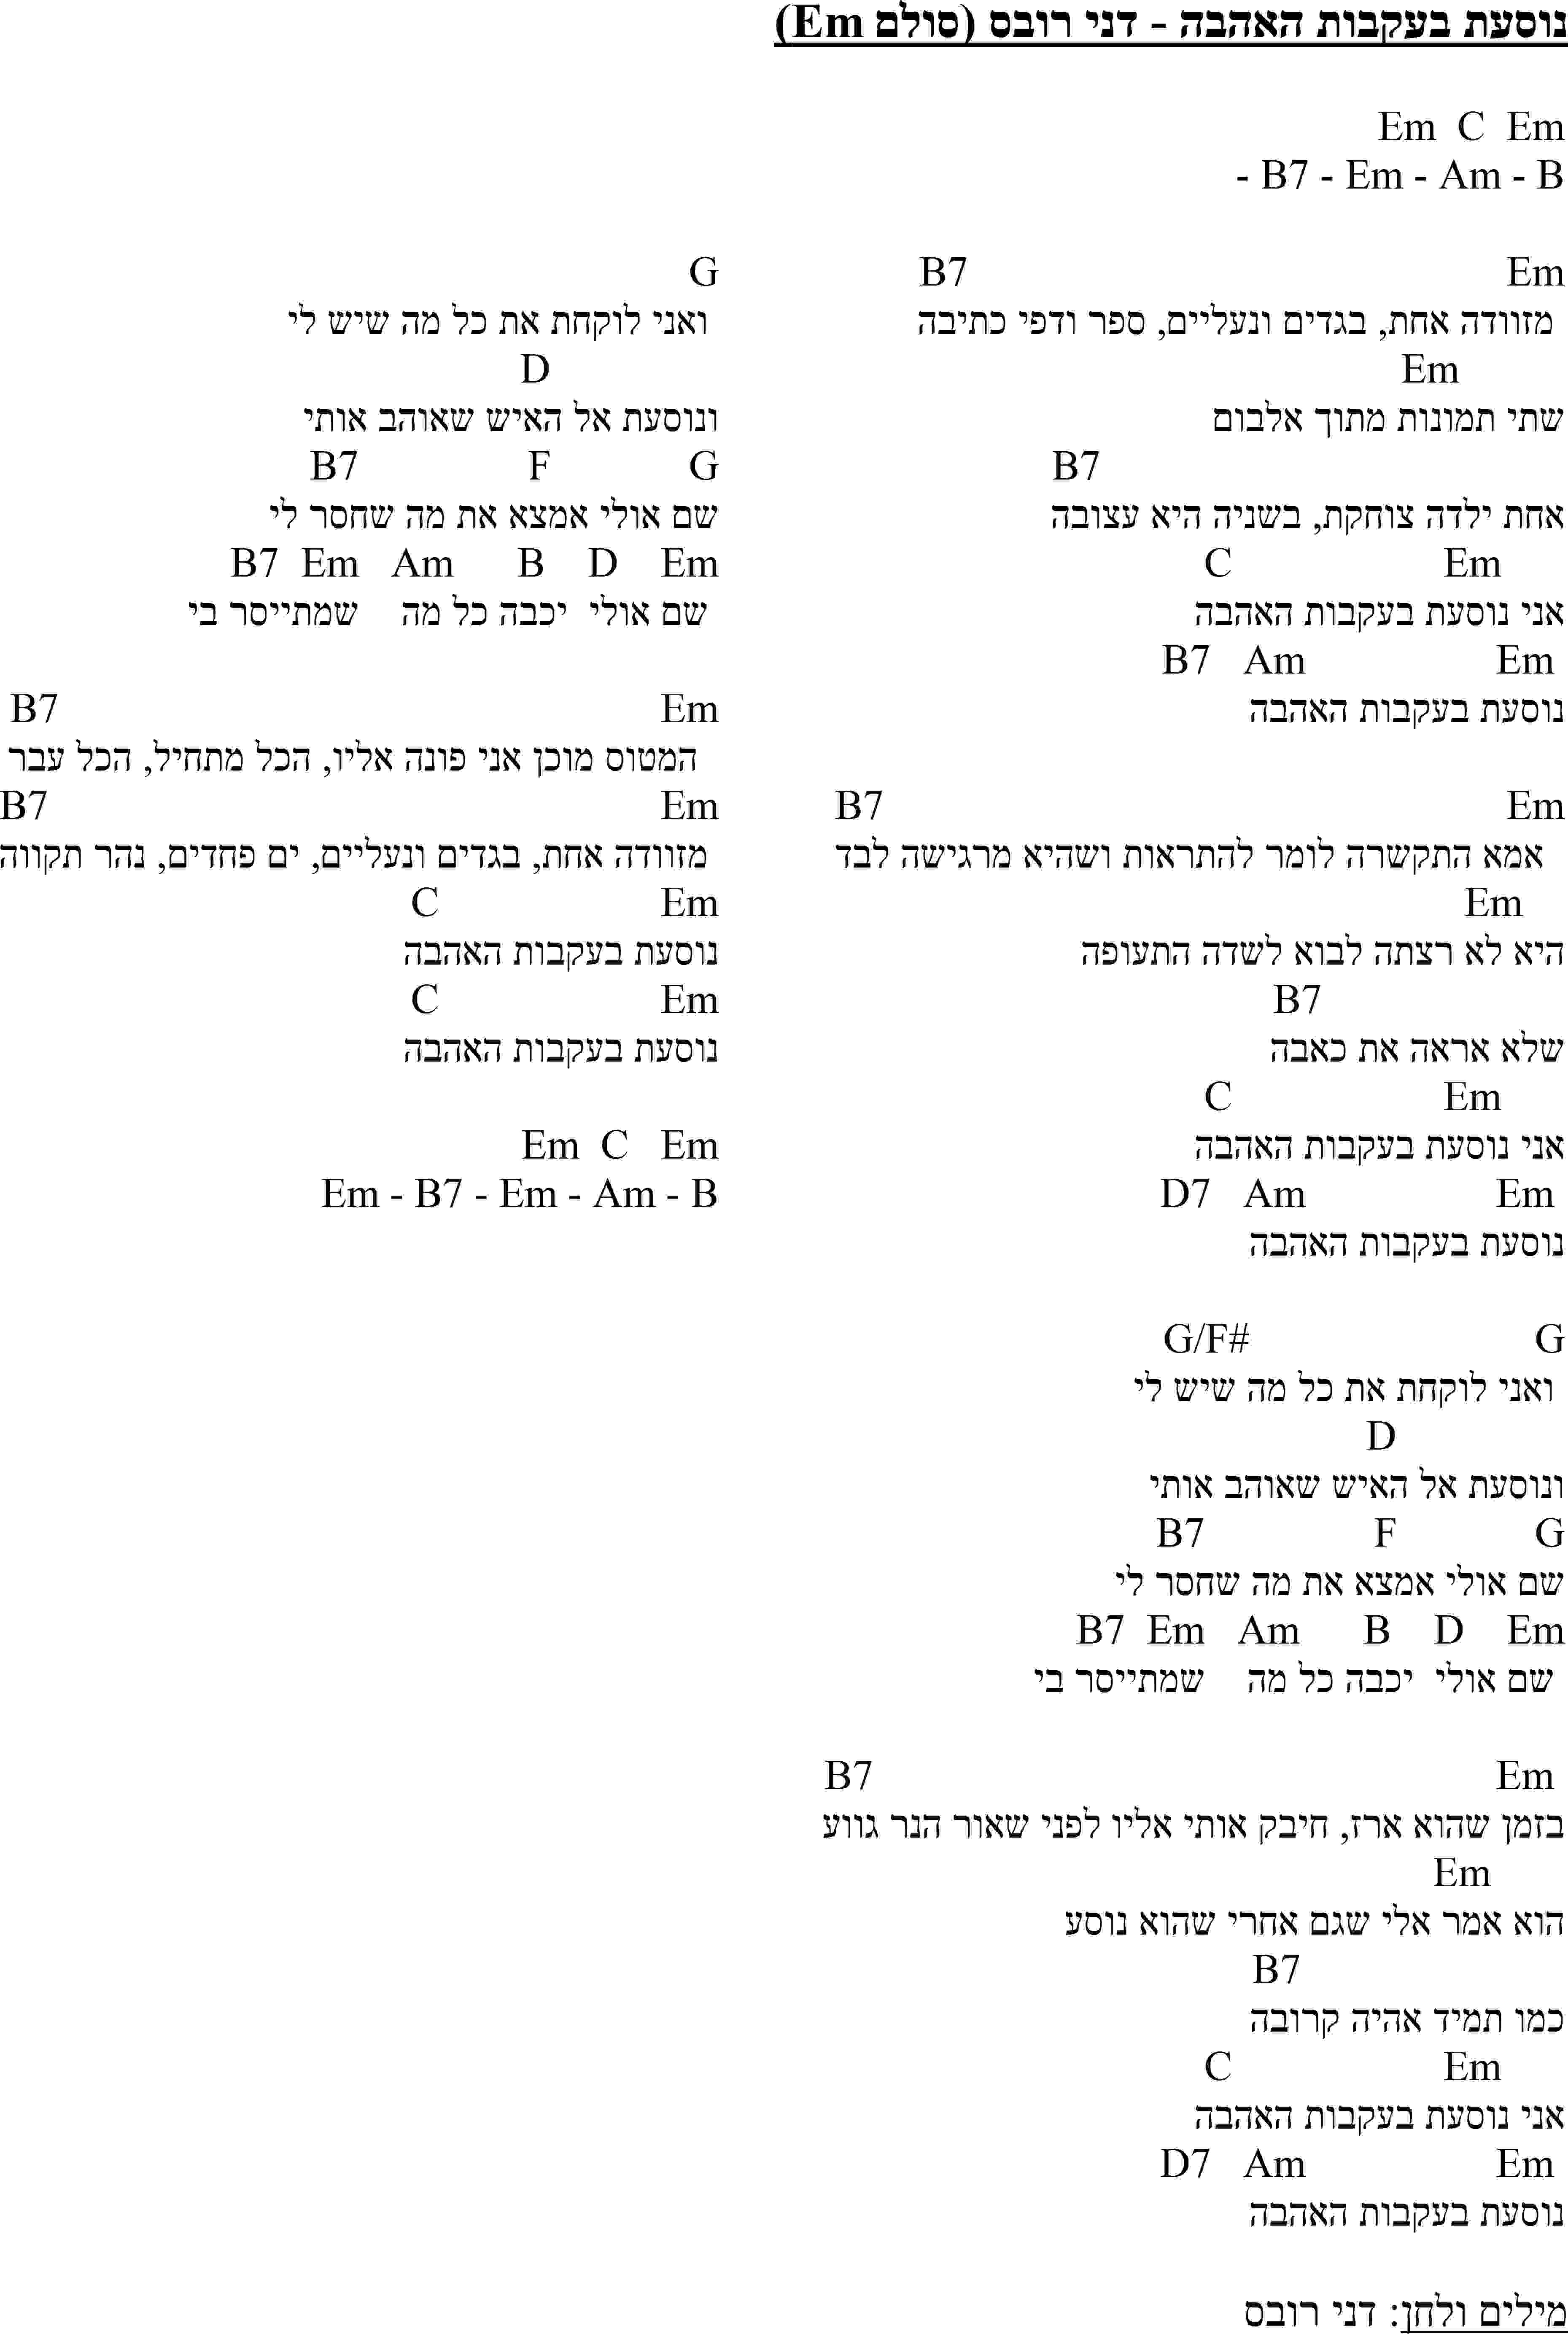 נוסעת בעקבות האהבה - דני רובס (סולם Em)
Em  C  Em
- B7 - Em - Am - B
B7 Em
מזוודה אחת, בגדים ונעליים, ספר ודפי כתיבה
Em
שתי תמונות מתוך אלבום
B7
אחת ילדה צוחקת, בשניה היא עצובה
C Em
אני נוסעת בעקבות האהבה
B7 Am Em
נוסעת בעקבות האהבה
B7 Em
אמא התקשרה לומר להתראות ושהיא מרגישה לבד
Em
היא לא רצתה לבוא לשדה התעופה
B7
שלא אראה את כאבה
C Em
אני נוסעת בעקבות האהבה
D7 Am Em
נוסעת בעקבות האהבה
G/F# G
ואני לוקחת את כל מה שיש לי
D
ונוסעת אל האיש שאוהב אותי
B7 F G
שם אולי אמצא את מה שחסר לי
B7 Em Am B D Em
שם אולי יכבה כל מה שמתייסר בי
B7 Em
בזמן שהוא ארז, חיבק אותי אליו לפני שאור הנר גווע
Em
הוא אמר אלי שגם אחרי שהוא נוסע
B7
כמו תמיד אהיה קרובה
C Em
אני נוסעת בעקבות האהבה
D7 Am Em
נוסעת בעקבות האהבה
מילים ולחן: דני רובס
G
ואני לוקחת את כל מה שיש לי
D
ונוסעת אל האיש שאוהב אותי
B7 F G
שם אולי אמצא את מה שחסר לי
B7 Em Am B D Em
שם אולי יכבה כל מה שמתייסר בי
B7 Em
המטוס מוכן אני פונה אליו, הכל מתחיל, הכל עבר
B7 Em
מזוודה אחת, בגדים ונעליים, ים פחדים, נהר תקווה
C Em
נוסעת בעקבות האהבה
C Em
נוסעת בעקבות האהבה
Em C Em
Em - B7 - Em - Am - B